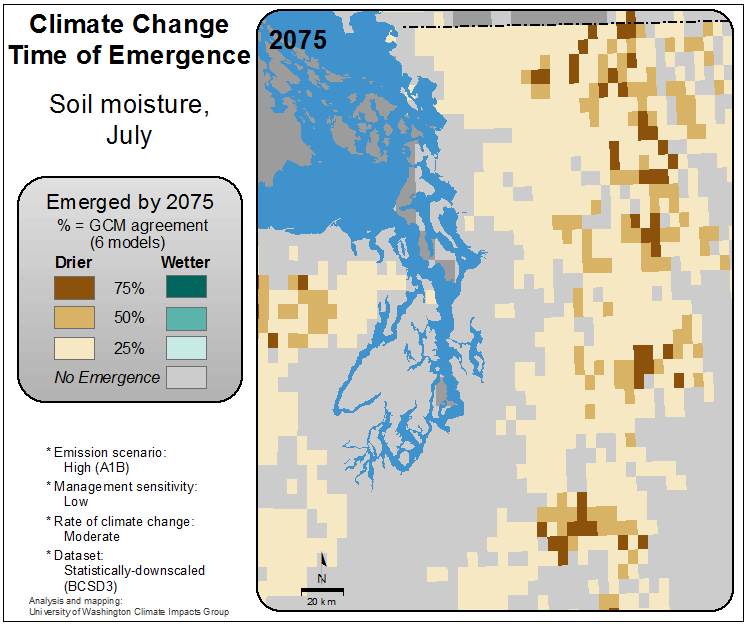 Climate Change
Time of Emergence
Soil moisture,
July
Emerged by 2075
% = GCM agreement
(6 models)
Drier Wetter
75%
50%
25%
No Emergence
* Emission scenario:
High (A1B)
* Management sensitivity:
Low
* Rate of climate change:
Moderate
* Dataset:
Statistically-downscaled
(BCSD3)
Analysis and mapping:
University of Washington Climate Impacts Group
2075
N
20 km